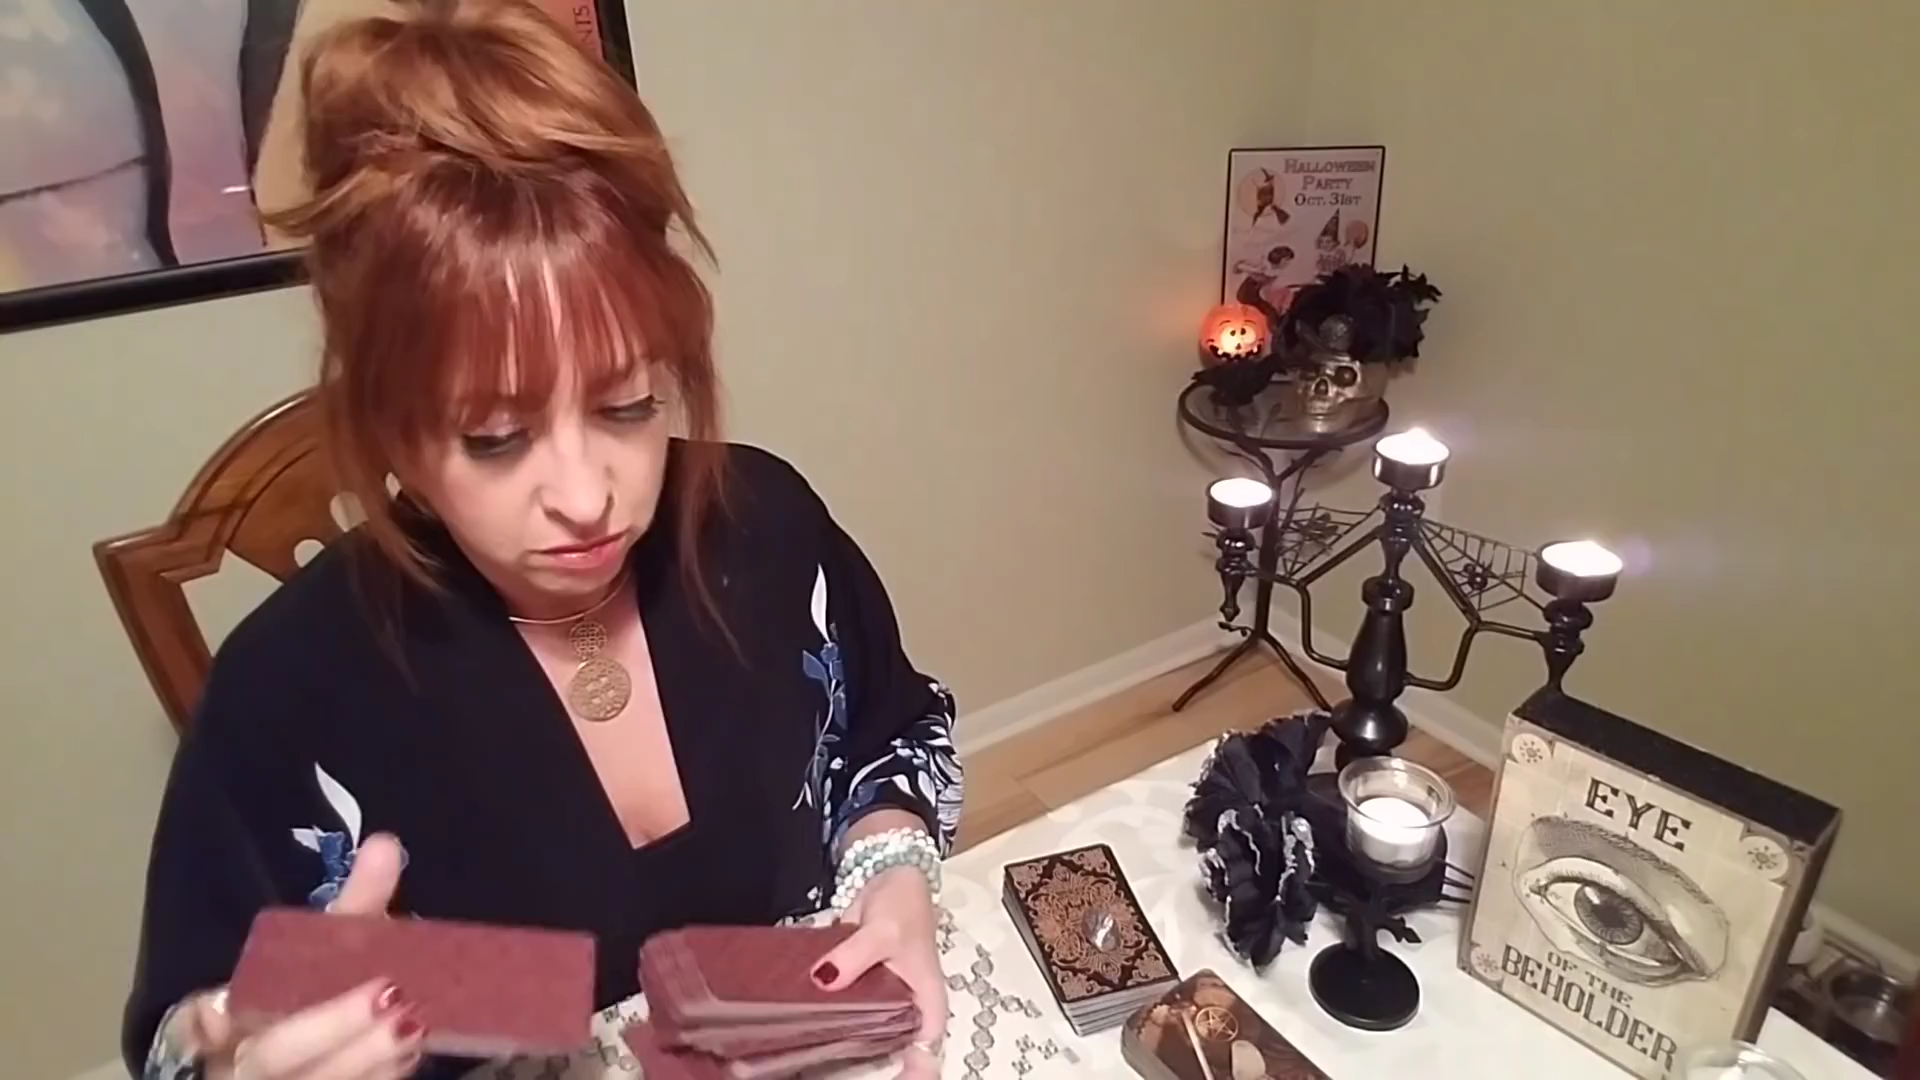 HALLOWEEN
PARTY
OCT. 31ST
EYE
OF THE
BEHOLDER